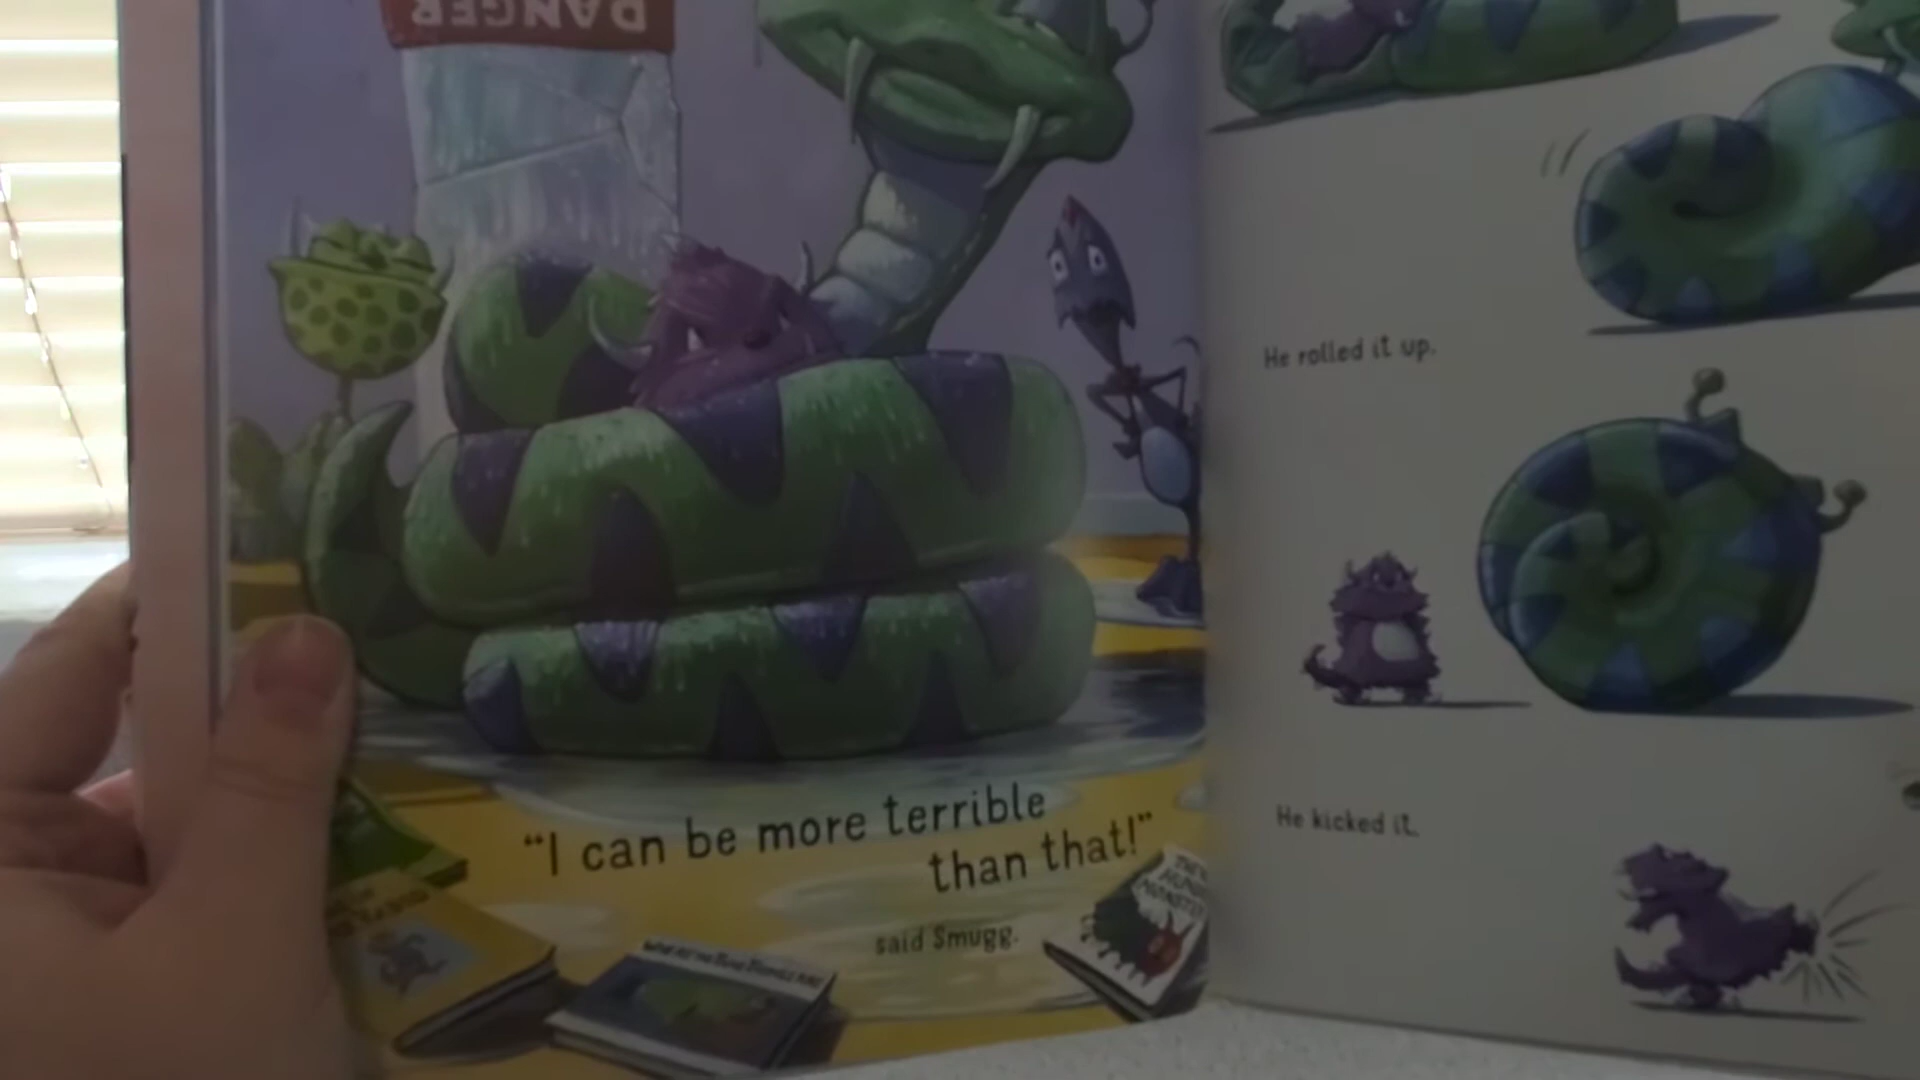 DANGER
"I can be more terrible
than that!"
said Smugg.
He rolled it up.
He kicked it.